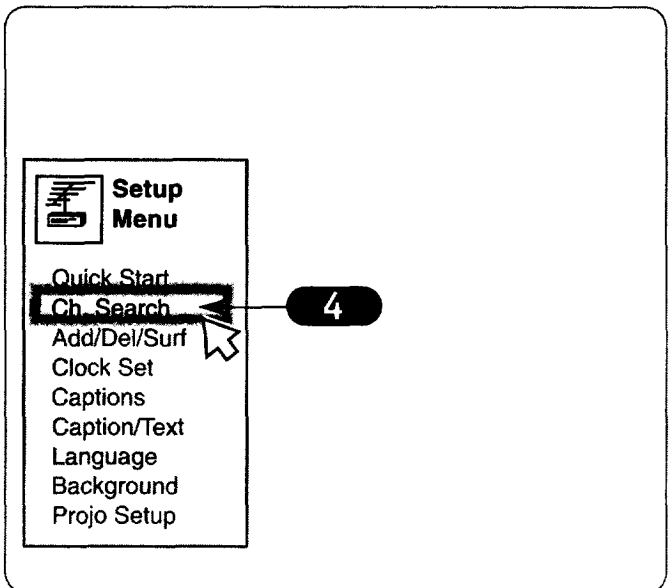 Setup
Menu
Quick Start
Ch. Search
4
Add/Del/Surf
Clock Set
Captions
Caption/Text
Language
Background
Projo Setup